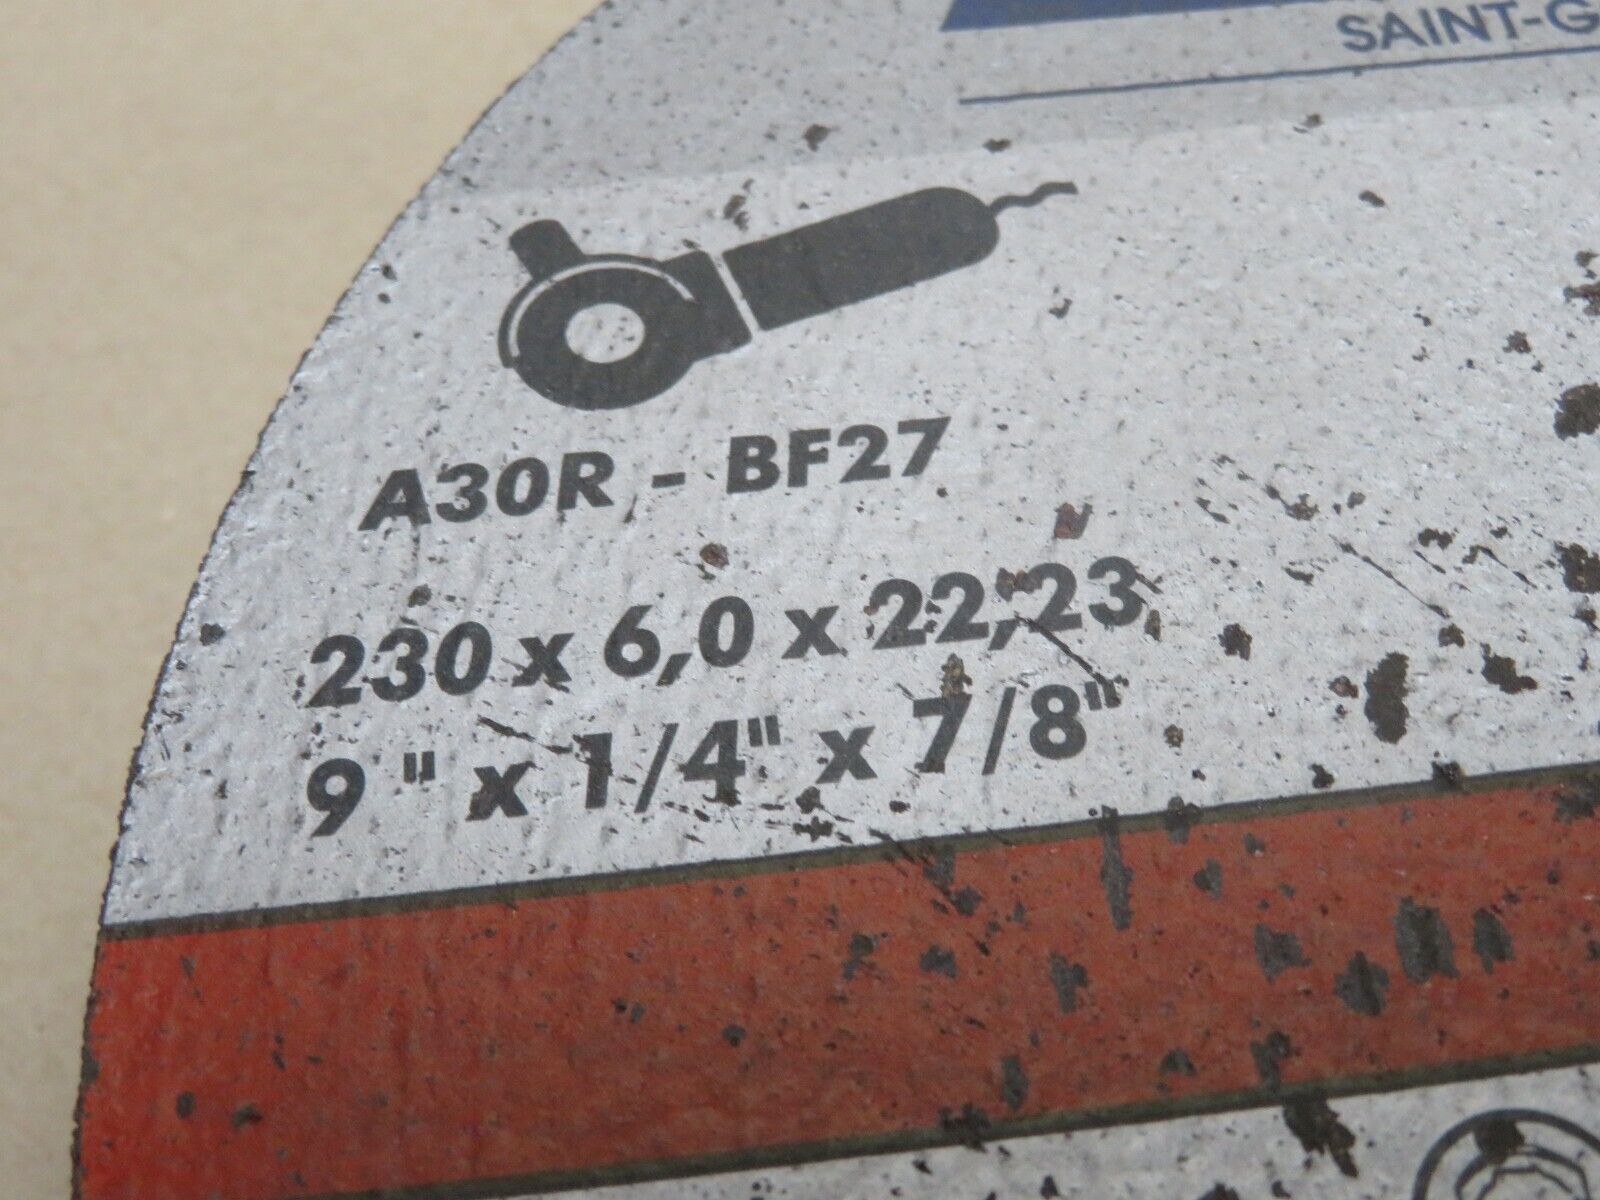 SAINT-G
A30R - BF27
230 x 6,0 x 22,23
9" x 1/4" x 7/8"